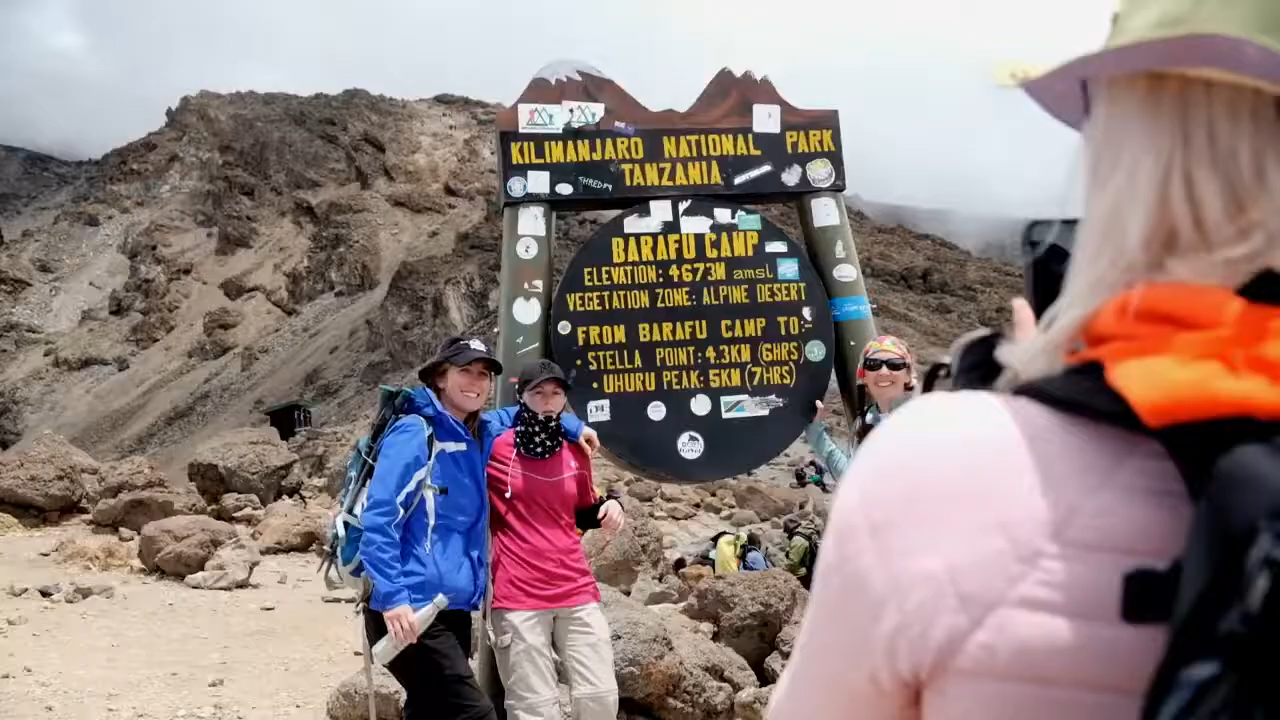 KILIMANJARO NATIONAL PARK
TANZANIA
THREDF9
BARAFU CAMP
ELEVATION: 4673M amsl
VEGETATION ZONE: ALPINE DESERT
FROM BARAFU CAMP TO:-
• STELLA POINT: 4.3KM (6HRS)
• UHURU PEAK: 5KM (7HRS)